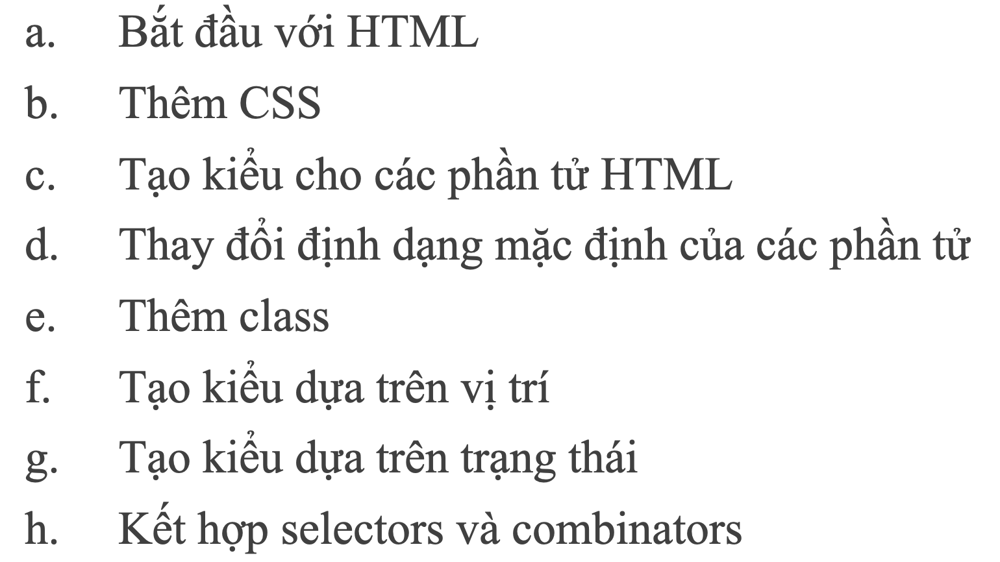 a. Bắt đầu với HTML
b. Thêm CSS
c. Tạo kiểu cho các phần tử HTML
d. Thay đổi định dạng mặc định của các phần tử
e. Thêm class
f. Tạo kiểu dựa trên vị trí
g. Tạo kiểu dựa trên trạng thái
h. Kết hợp selectors và combinators